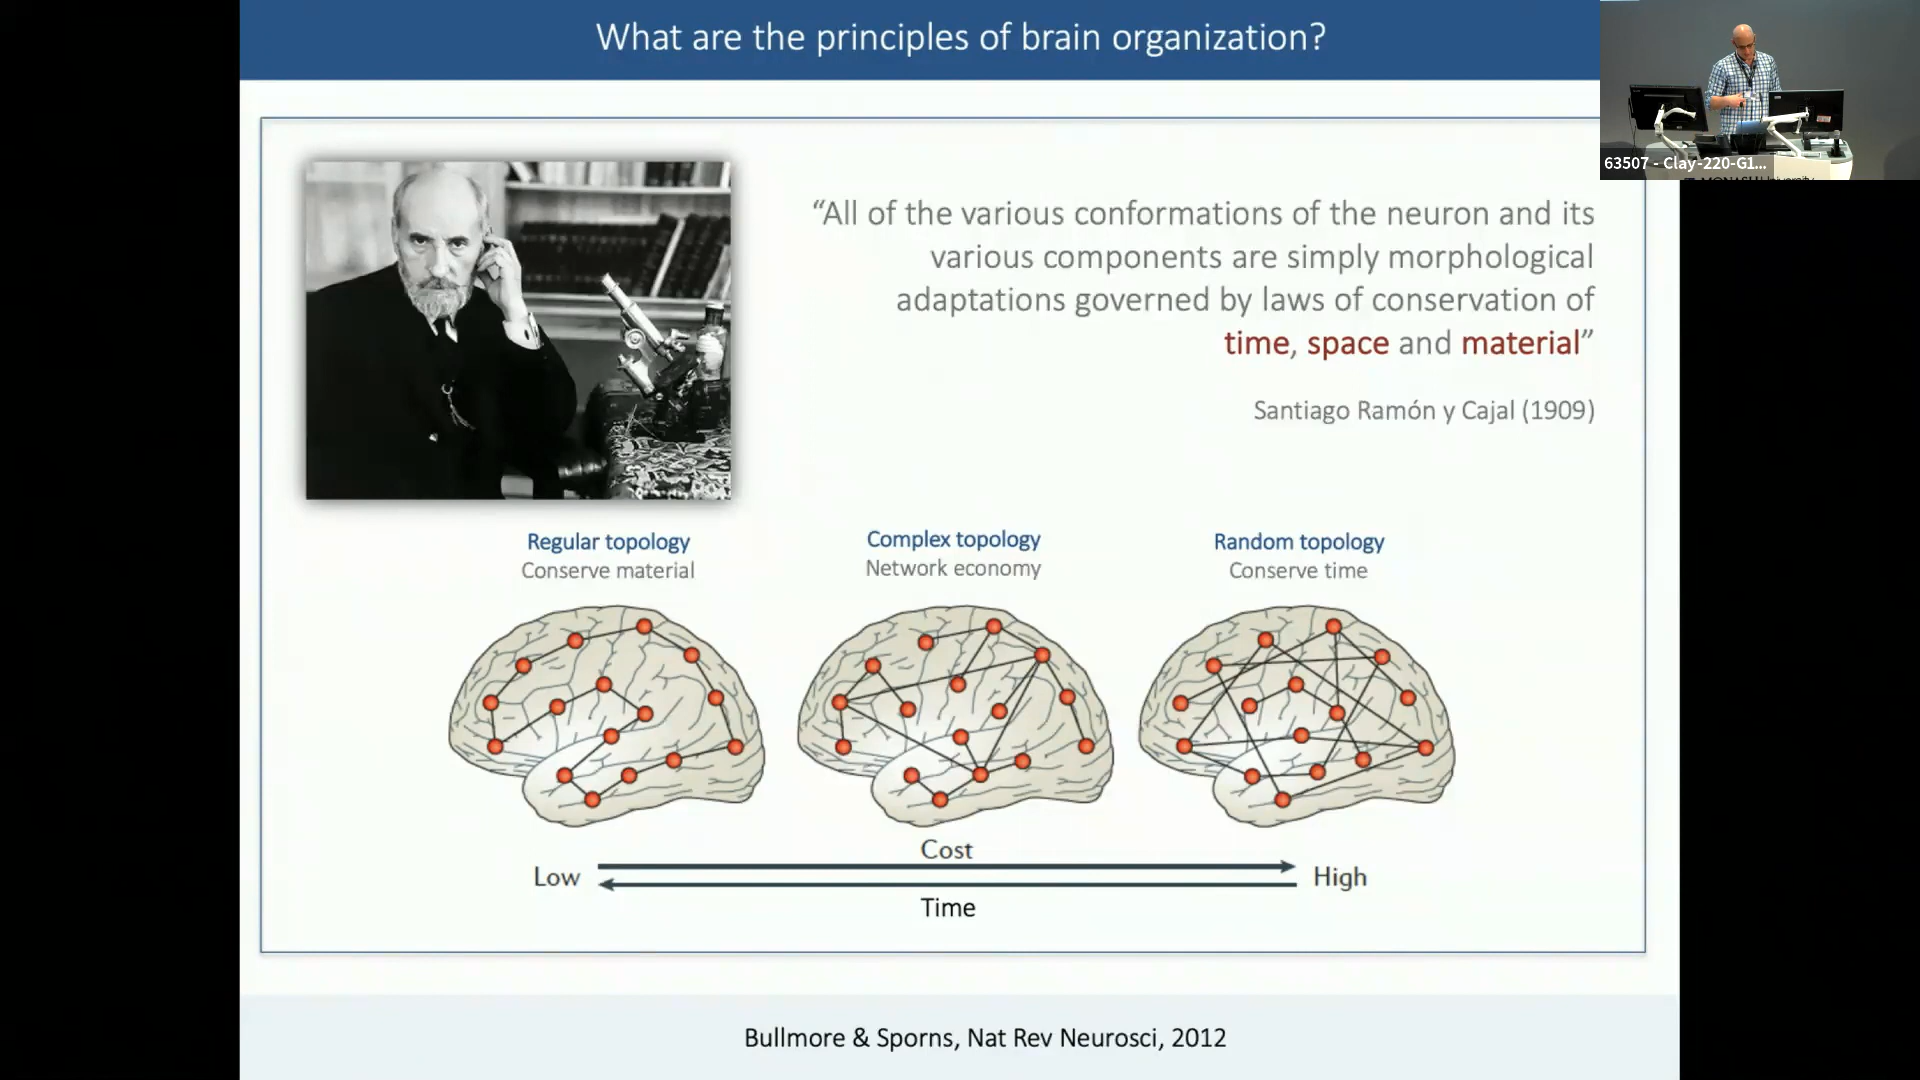 What are the principles of brain organization?
63507 - Clay-220-G1...
MONASH University
“All of the various conformations of the neuron and its
various components are simply morphological
adaptations governed by laws of conservation of
time, space and material”
Santiago Ramón y Cajal (1909)
Regular topology
Conserve material
Complex topology
Network economy
Random topology
Conserve time
Cost
Low
High
Time
Bullmore & Sporns, Nat Rev Neurosci, 2012